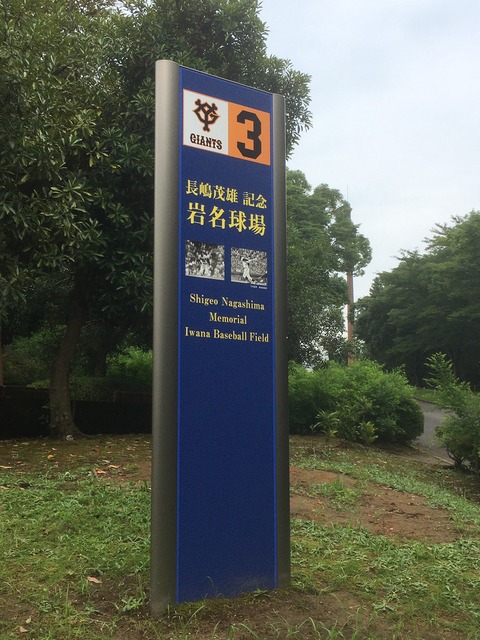 GIANTS
3
長嶋茂雄 記念
岩名球場
Shigeo Nagashima
Memorial
Iwana Baseball Field